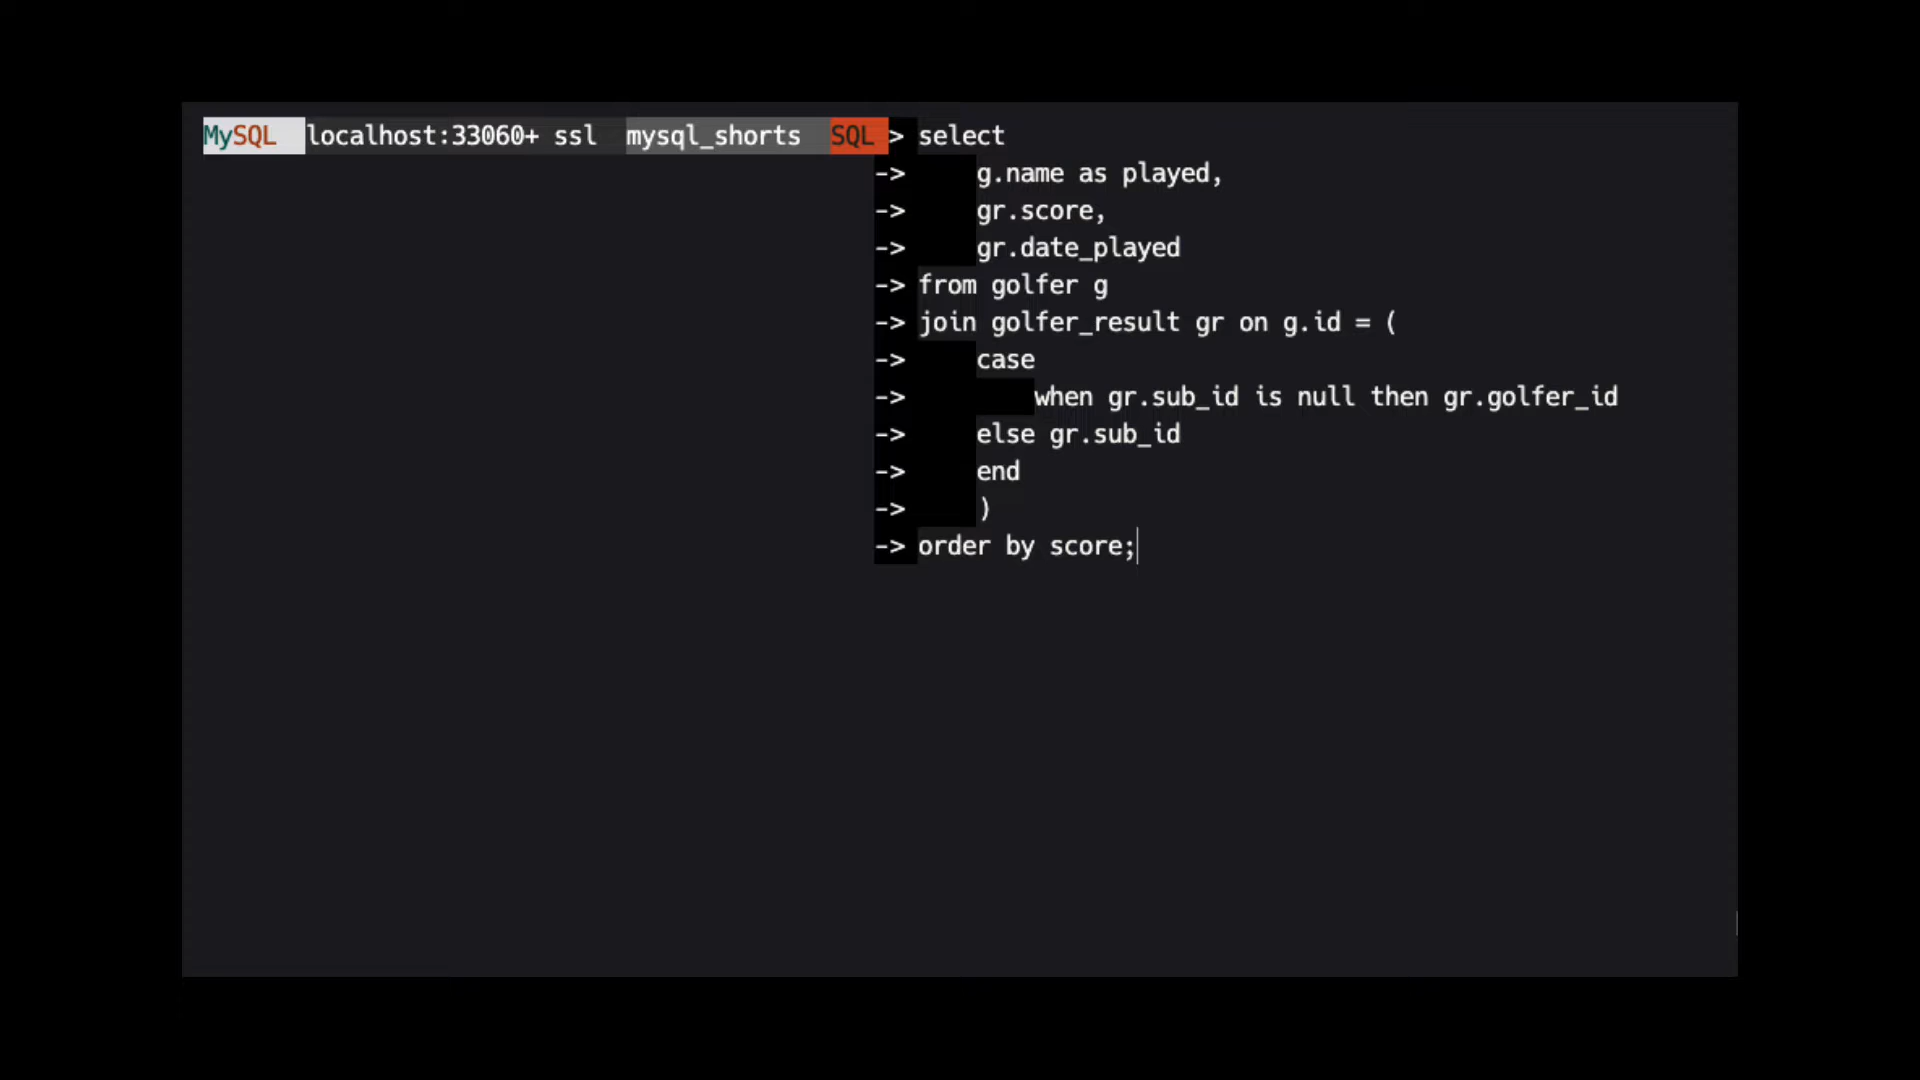 MySQL localhost:33060+ ssl mysql_shorts SQL > select
-> g.name as played,
-> gr.score,
-> gr.date_played
-> from golfer g
-> join golfer_result gr on g.id = (
-> case
-> when gr.sub_id is null then gr.golfer_id
-> else gr.sub_id
-> end
-> )
-> order by score;